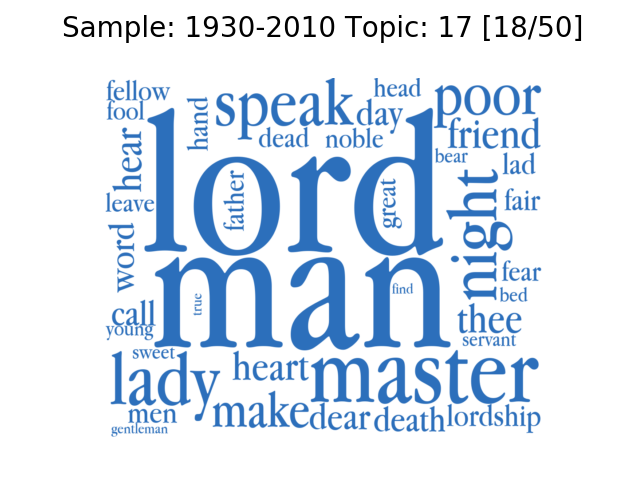 Sample: 1930-2010 Topic: 17 [18/50]
fellow
fool
hand
speak
day
head
poor
hear
dead
noble
friend
lord
bear
lad
leave
father
great
night
fair
word
man
true
find
fear
bed
call
young
thee
servant
sweet
lady
heart
master
men
make
dear
death
lordship
gentleman